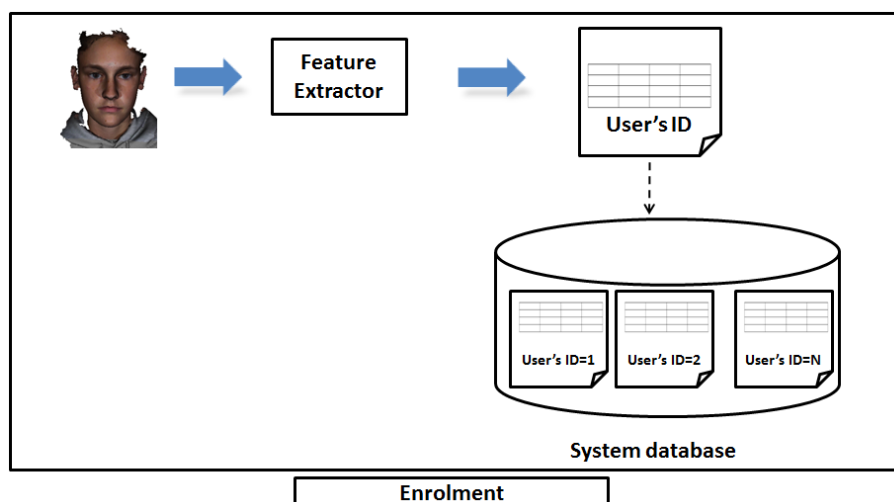 Feature
Extractor
User's ID
User's ID=1
User's ID=2
User's ID=N
System database
Enrolment